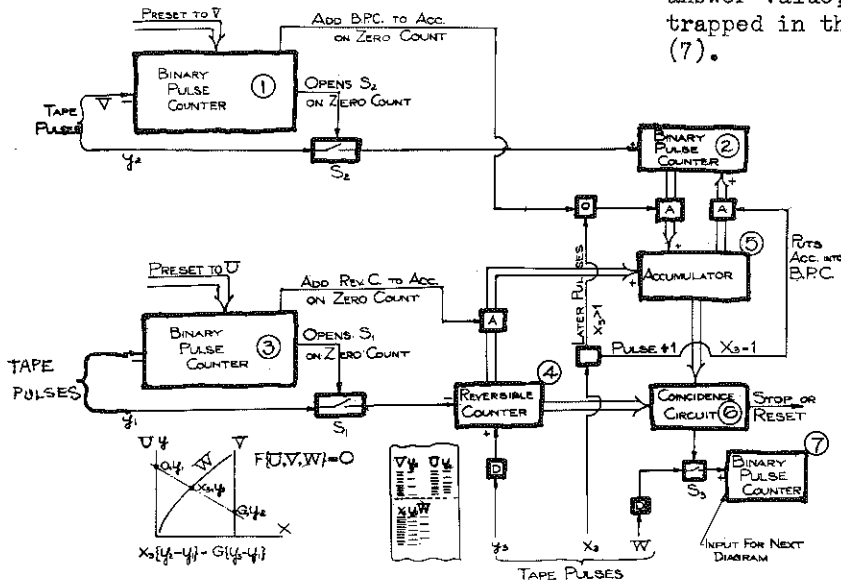 answer value,
trapped in th
(7).
PRESET TO V̄
ADD B.P.C. TO ACC.
ON ZERO COUNT
BINARY
PULSE
COUNTER
①
OPENS S₂
ON ZERO COUNT
TAPE
PULSES
V̄
y₂
S₂
BINARY
PULSE
COUNTER
②
O
A
A
PUTS
ACC. INTO
B.P.C.
⑤
ACCUMULATOR
PRESET TO Ū
ADD REV. C. TO ACC.
ON ZERO COUNT
LATER PULSES
X₃>1
BINARY
PULSE
COUNTER
③
OPENS S₁
ON ZERO COUNT
A
PULSE #1
X₃=1
TAPE
PULSES
y₁
S₁
④
REVERSIBLE
COUNTER
COINCIDENCE
CIRCUIT
⑥
STOP OR
RESET
D
D
S₃
BINARY
PULSE
COUNTER
⑦
INPUT FOR NEXT
DIAGRAM
Ū y
V̄
W̄
F{Ū,V̄,W̄}=O
O,y₁
X₃,y₃
G,y₂
X
X₃{y₂-y₁}=G{y₃-y₁}
y₃
X₃
W̄
TAPE PULSES